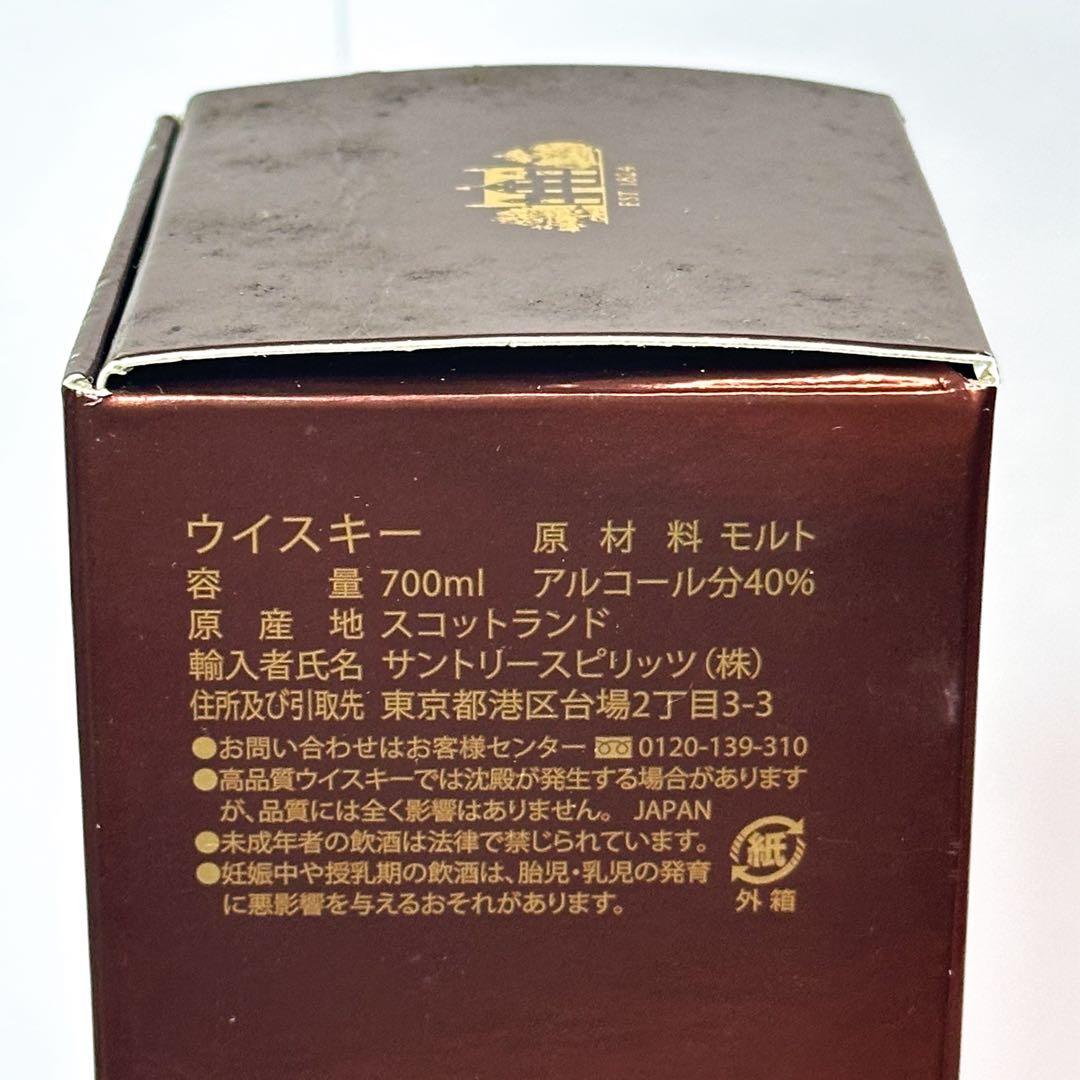 EST 1824
ウイスキー 原材料 モルト
容量 700ml アルコール分40%
原産地 スコットランド
輸入者氏名 サントリースピリッツ(株)
住所及び引取先 東京都港区台場2丁目3-3
●お問い合わせはお客様センター 0120-139-310
●高品質ウイスキーでは沈殿が発生する場合があります
が、品質には全く影響はありません。 JAPAN
●未成年者の飲酒は法律で禁じられています。
●妊娠中や授乳期の飲酒は、胎児・乳児の発育
に悪影響を与えるおそれがあります。
紙
外箱